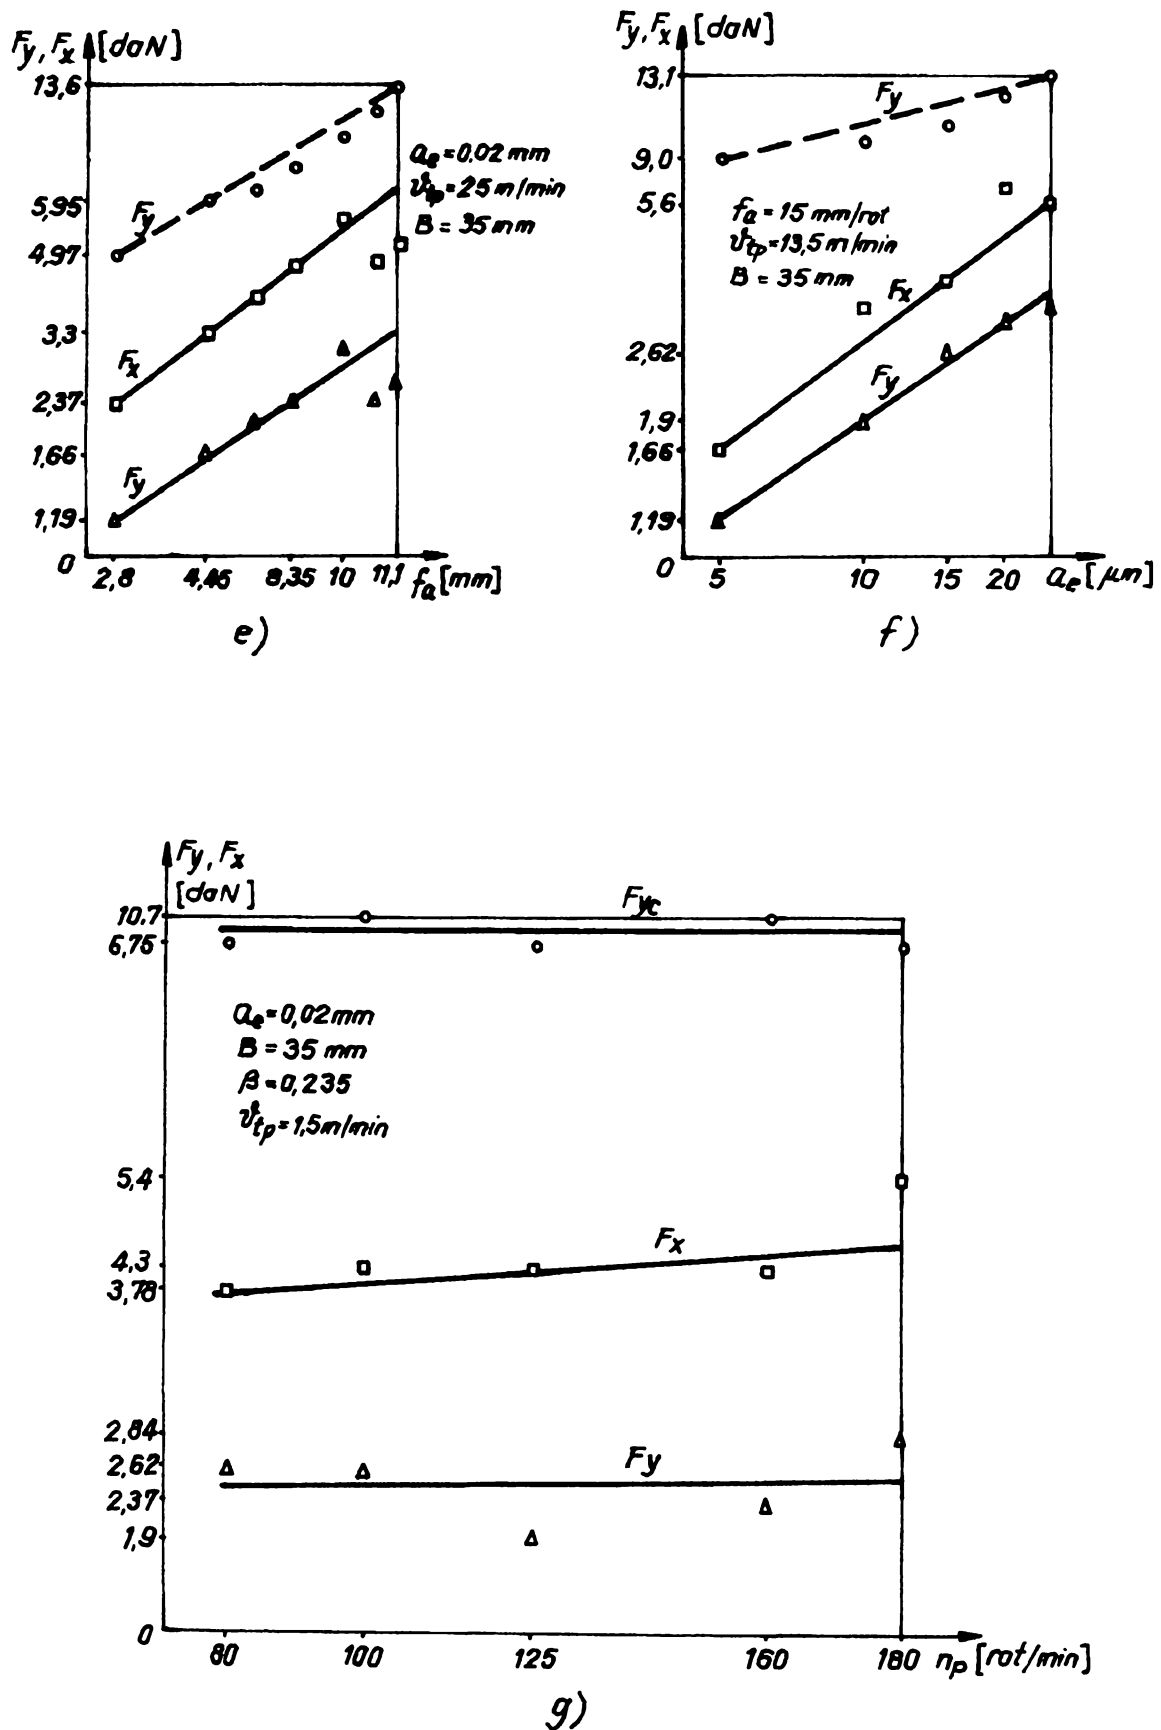 Fy, Fx [daN]
13,6
5,95
4,97
3,3
2,37
1,66
1,19
0
Fy
Fx
Fy
ae=0,02 mm
vtp=25 m/min
B=35 mm
2,8 4,45 8,35 10 11,1 fa [mm]
e)
Fy, Fx [daN]
13,1
9,0
5,6
2,62
1,9
1,66
1,19
0
Fy
fa=15 mm/rot
vtp=13,5 m/min
B=35 mm
Fx
Fy
5 10 15 20 ae [μm]
f)
Fy, Fx
[daN]
10,7
6,75
5,4
4,3
3,78
2,84
2,62
2,37
1,9
0
Fyc
ae=0,02 mm
B=35 mm
β=0,235
vtp=1,5 m/min
Fx
Fy
80 100 125 160 180 np [rot/min]
g)